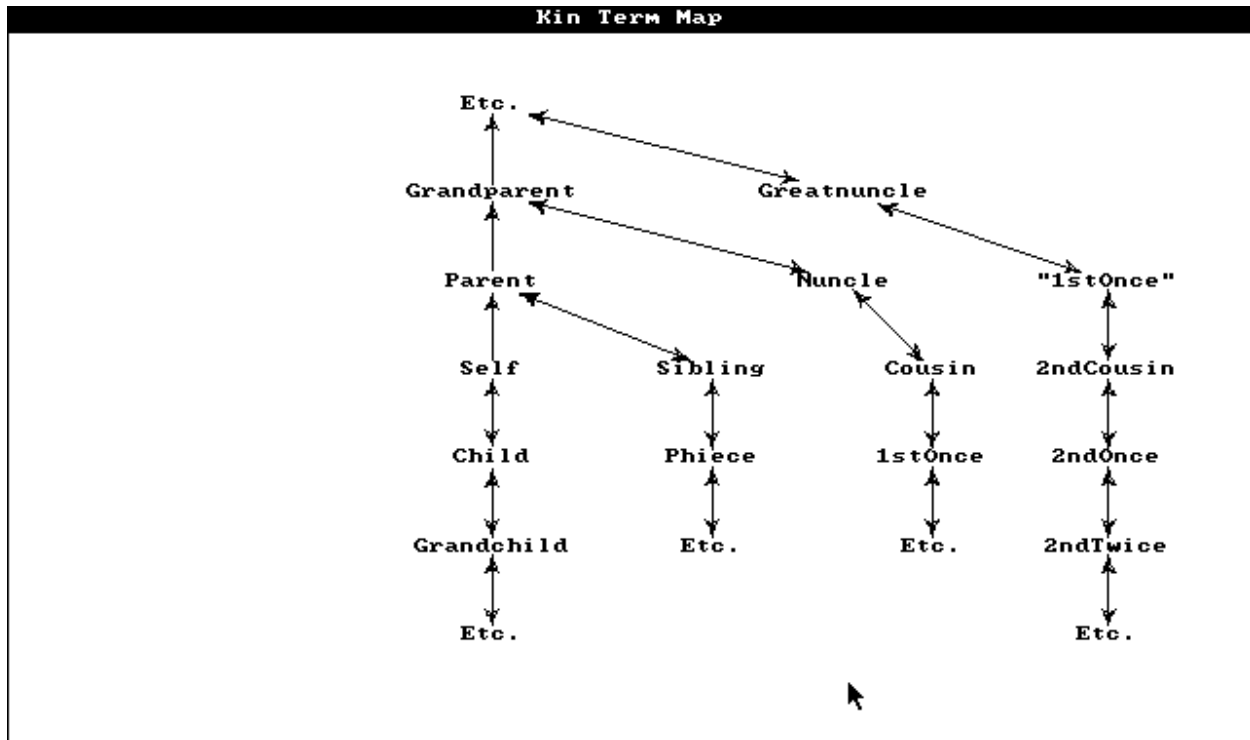 Kin Term Map
Etc.
Grandparent Greatnuncle
Parent Nuncle "1stOnce"
Self Sibling Cousin 2ndCousin
Child Phiece 1stOnce 2ndOnce
Grandchild Etc. Etc. 2ndTwice
Etc. Etc.